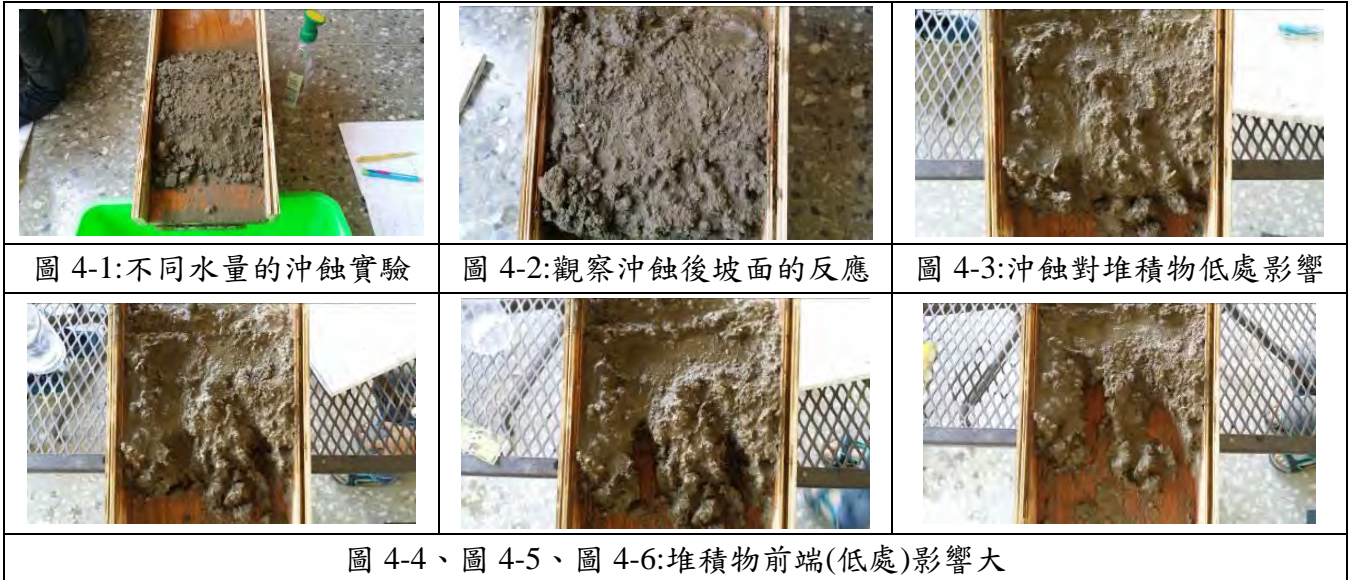 圖 4-1:不同水量的沖蝕實驗
圖 4-2:觀察沖蝕後坡面的反應
圖 4-3:沖蝕對堆積物低處影響
圖 4-4、圖 4-5、圖 4-6:堆積物前端(低處)影響大